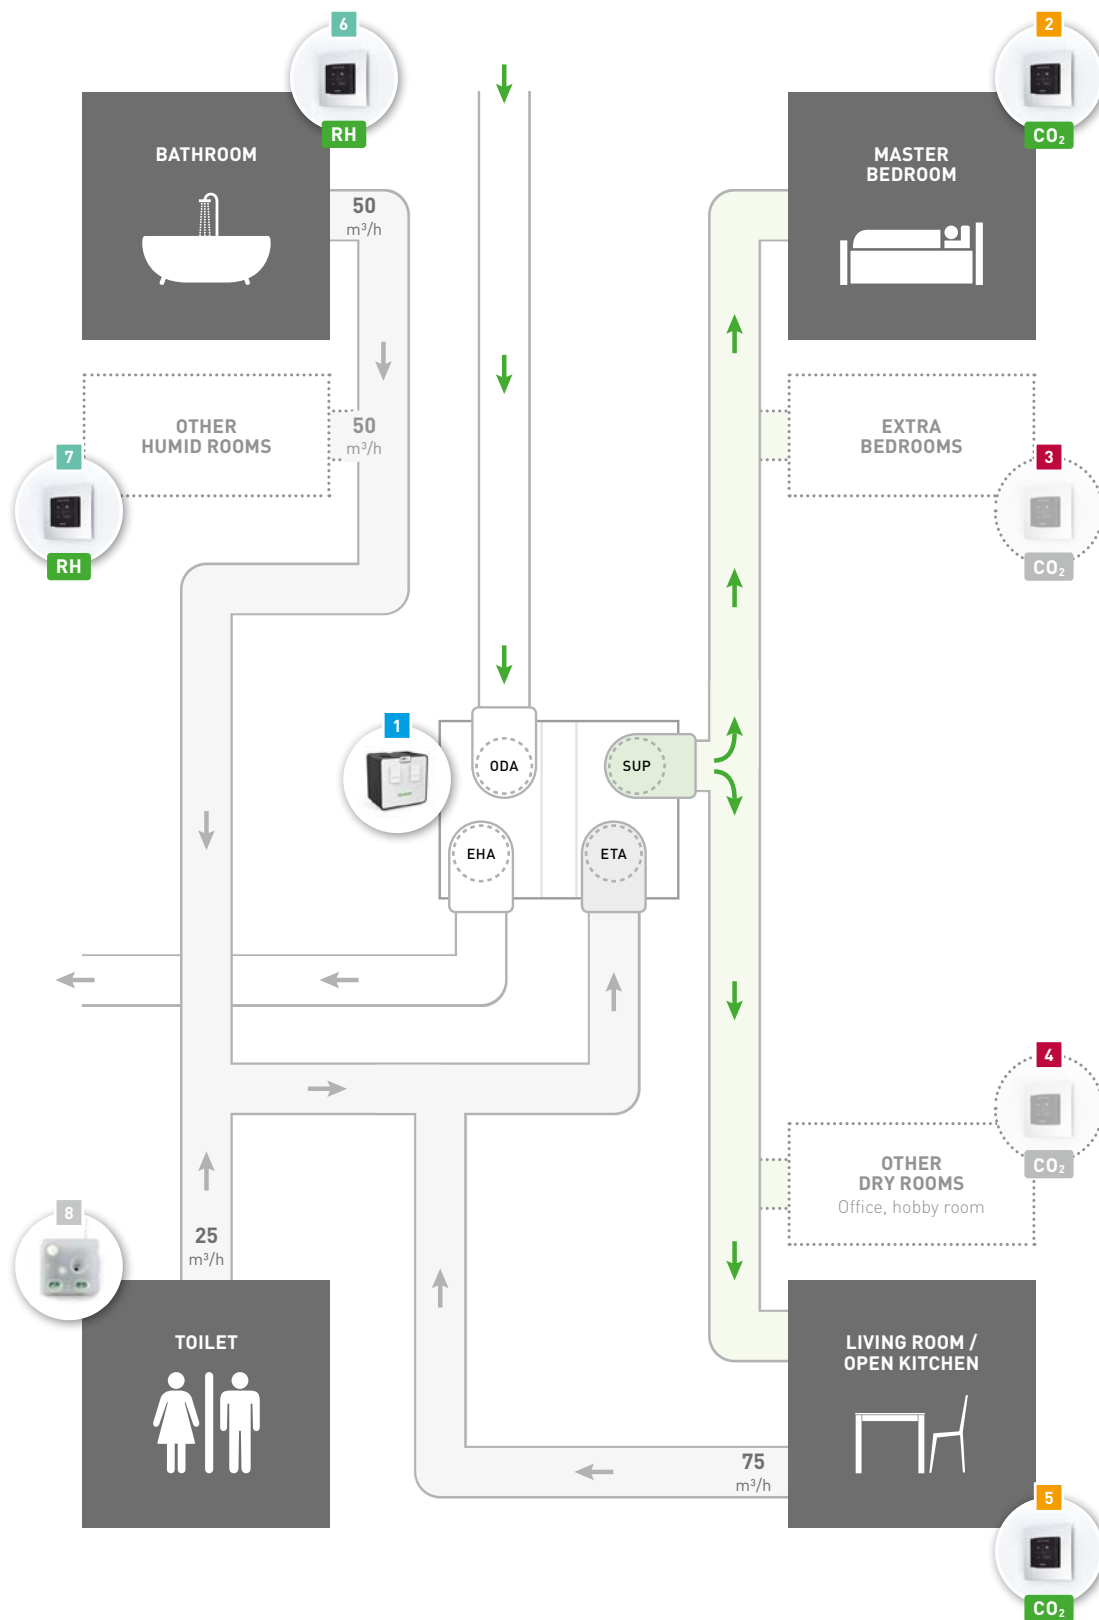 6
2
RH
CO₂
BATHROOM
MASTER
BEDROOM
50
m³/h
OTHER
HUMID ROOMS
50
m³/h
EXTRA
BEDROOMS
7
3
RH
CO₂
1
ODA
SUP
EHA
ETA
4
CO₂
OTHER
DRY ROOMS
Office, hobby room
8
25
m³/h
TOILET
LIVING ROOM /
OPEN KITCHEN
75
m³/h
5
CO₂